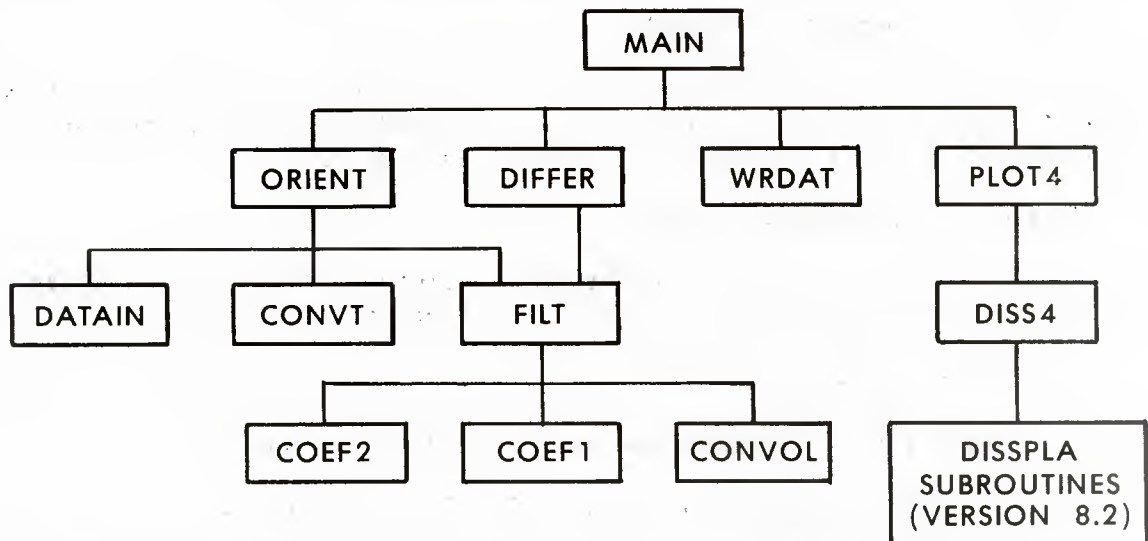 MAIN
ORIENT
DIFFER
WRDAT
PLOT4
DATAIN
CONVT
FILT
DISS4
COEF2
COEF1
CONVOL
DISSPLA
SUBROUTINES
(VERSION 8.2)